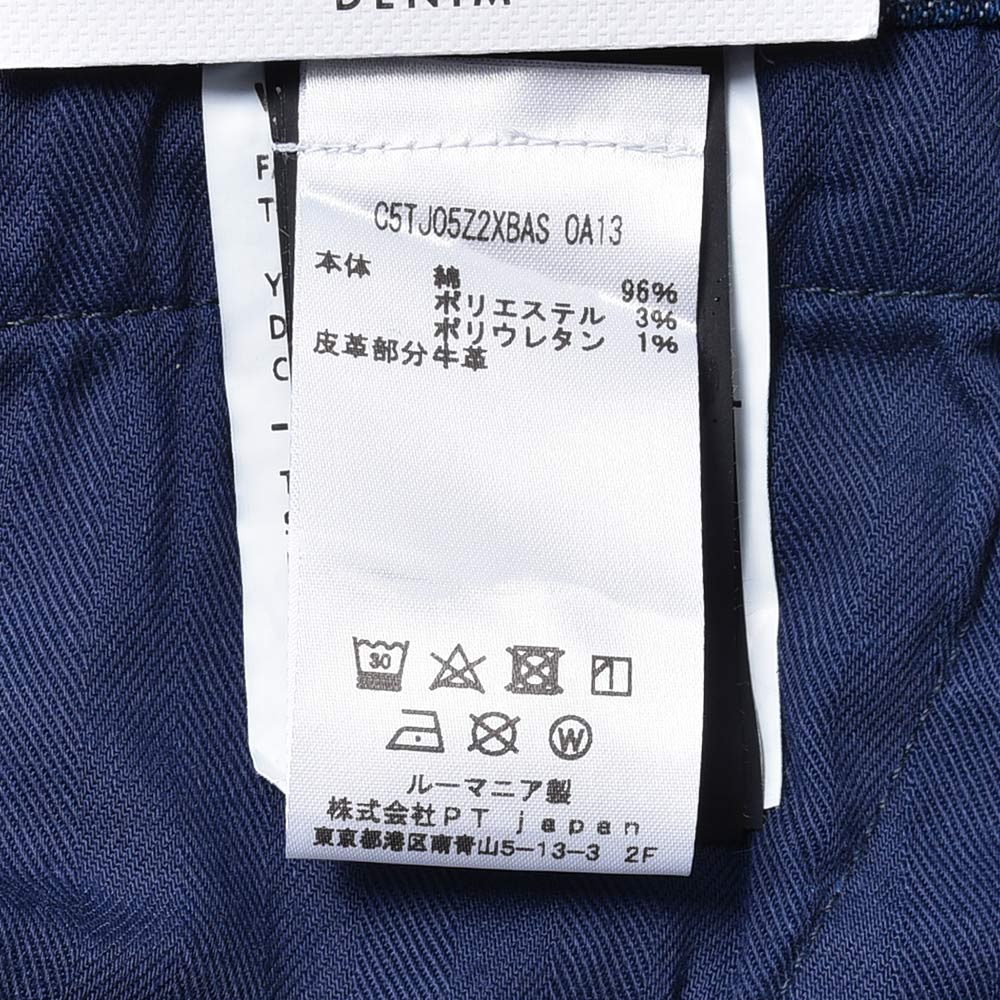 DENIM
C5TJ05Z2XBAS 0A13
本体 綿 96%
ポリエステル 3%
ポリウレタン 1%
皮革部分牛革
30
W
ルーマニア製
株式会社PT japan
東京都港区南青山5-13-3 2F